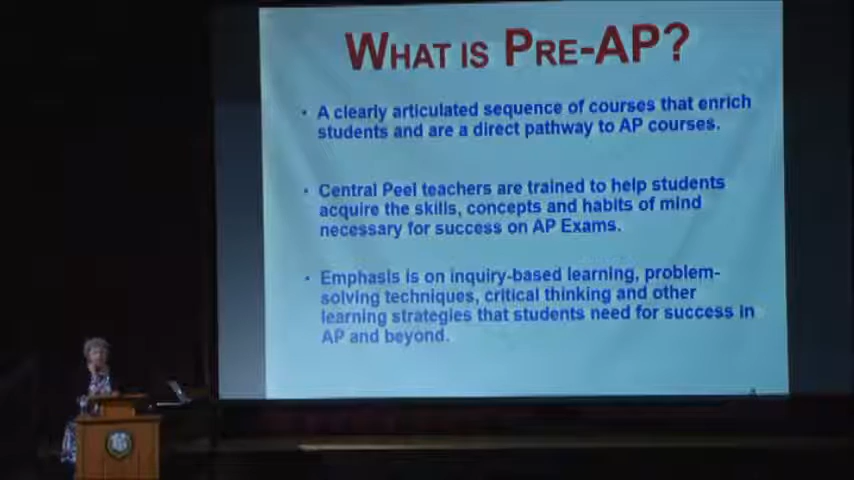 WHAT IS PRE-AP?
• A clearly articulated sequence of courses that enrich
students and are a direct pathway to AP courses.
• Central Peel teachers are trained to help students
acquire the skills, concepts and habits of mind
necessary for success on AP Exams.
• Emphasis is on inquiry-based learning, problem-
solving techniques, critical thinking and other
learning strategies that students need for success in
AP and beyond.